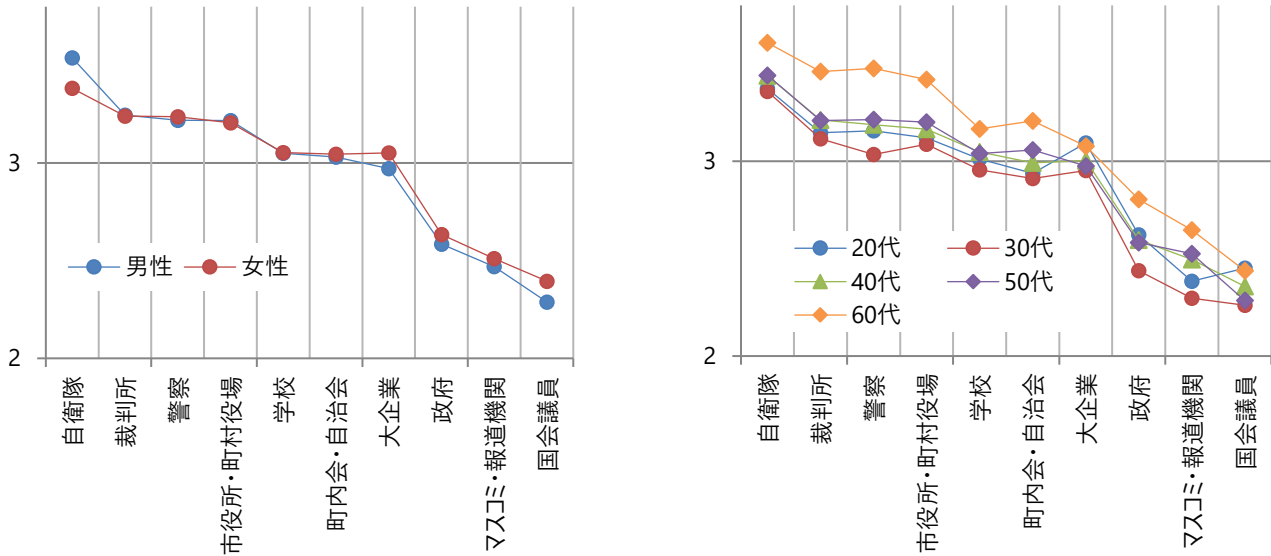 3
2
男性
女性
自衛隊
裁判所
警察
市役所・町村役場
学校
町内会・自治会
大企業
政府
マスコミ・報道機関
国会議員
3
2
20代
30代
40代
50代
60代
自衛隊
裁判所
警察
市役所・町村役場
学校
町内会・自治会
大企業
政府
マスコミ・報道機関
国会議員